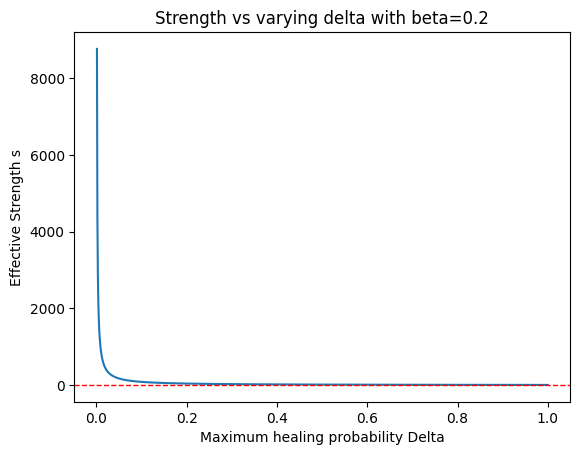 Strength vs varying delta with beta=0.2
Effective Strength s
8000
6000
4000
2000
0
0.0 0.2 0.4 0.6 0.8 1.0
Maximum healing probability Delta